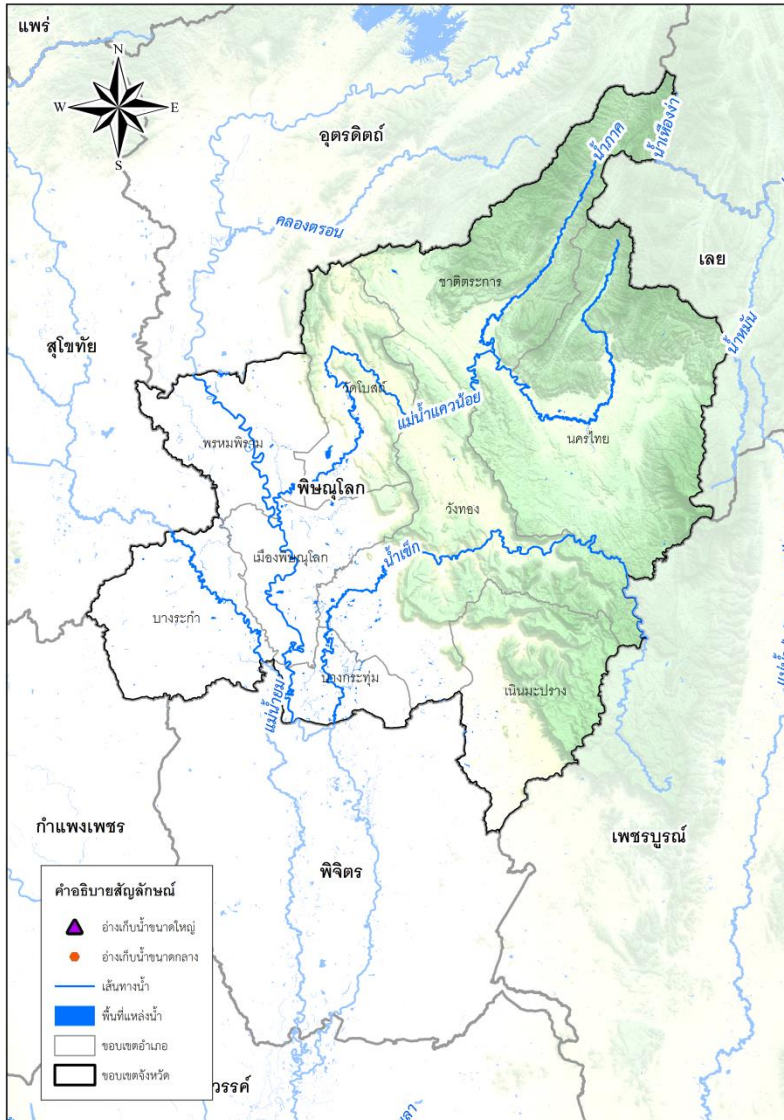 แพร่
N
W
E
S
อุตรดิตถ์
น้ำภาค
น้ำเหืองง่า
คลองตรอน
เลย
ชาติตระการ
สุโขทัย
น้ำหมัน
วัดโบสถ์
แม่น้ำแควน้อย
พรหมพิราม
นครไทย
พิษณุโลก
วังทอง
เมืองพิษณุโลก
น้ำเข็ก
บางระกำ
บางกระทุ่ม
เนินมะปราง
แม่น้ำยม
กำแพงเพชร
เพชรบูรณ์
พิจิตร
คำอธิบายสัญลักษณ์
อ่างเก็บน้ำขนาดใหญ่
อ่างเก็บน้ำขนาดกลาง
เส้นทางน้ำ
พื้นที่แหล่งน้ำ
ขอบเขตอำเภอ
ขอบเขตจังหวัด
วรรค์